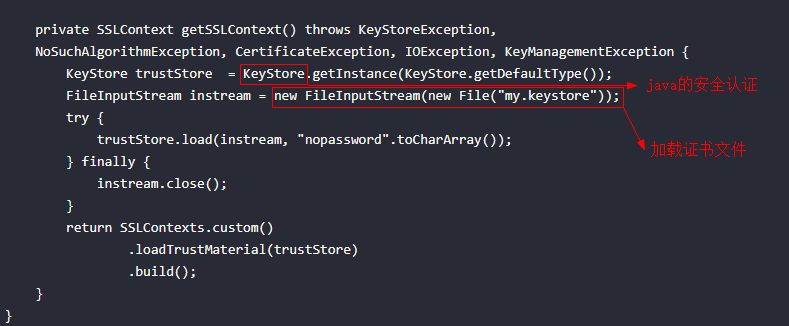 private SSLContext getSSLContext() throws KeyStoreException,
NoSuchAlgorithmException, CertificateException, IOException, KeyManagementException {
KeyStore trustStore  = KeyStore.getInstance(KeyStore.getDefaultType());
FileInputStream instream = new FileInputStream(new File("my.keystore"));
java的安全认证
try {
trustStore.load(instream, "nopassword".toCharArray());
加载证书文件
} finally {
instream.close();
}
return SSLContexts.custom()
.loadTrustMaterial(trustStore)
.build();
}
}